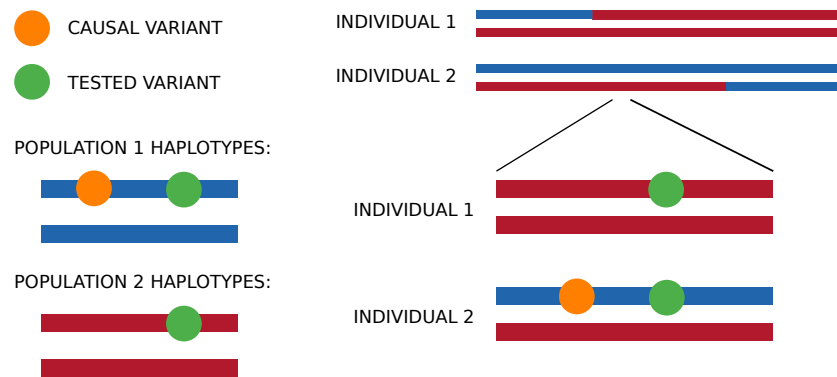 CAUSAL VARIANT
TESTED VARIANT
POPULATION 1 HAPLOTYPES:
POPULATION 2 HAPLOTYPES:
INDIVIDUAL 1
INDIVIDUAL 2
INDIVIDUAL 1
INDIVIDUAL 2